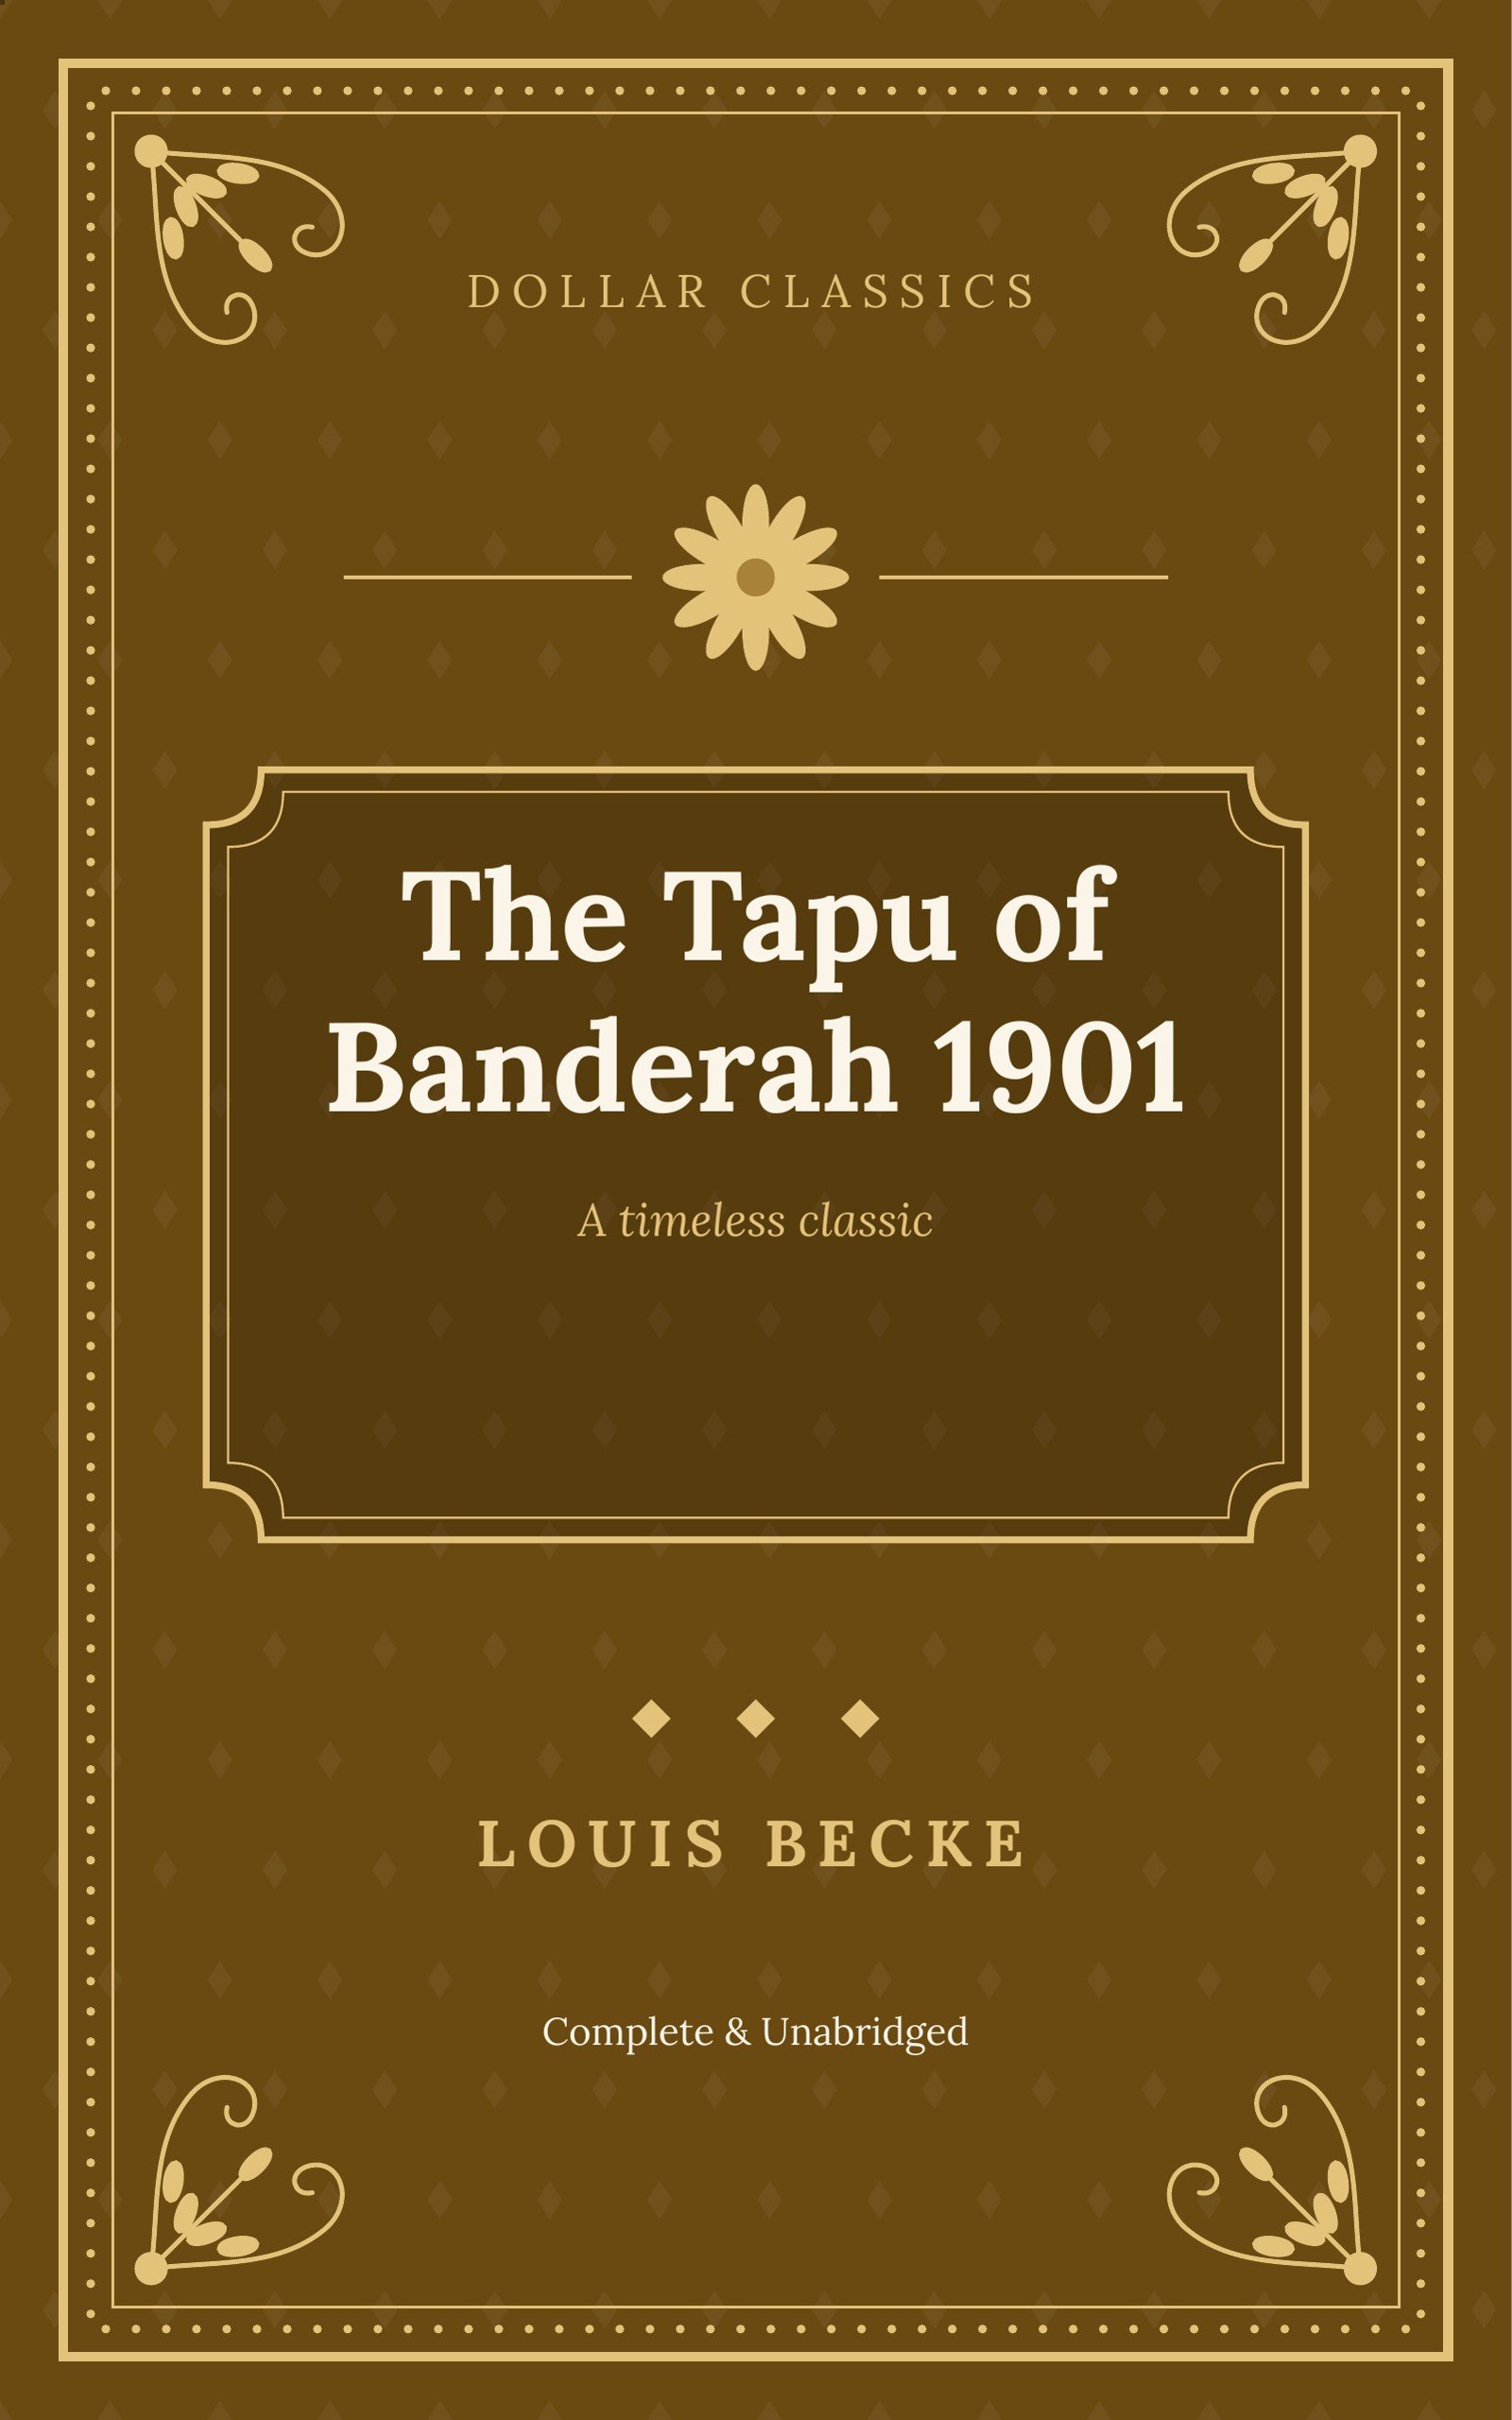 DOLLAR CLASSICS
The Tapu of
Banderah 1901
A timeless classic
LOUIS BECKE
Complete & Unabridged